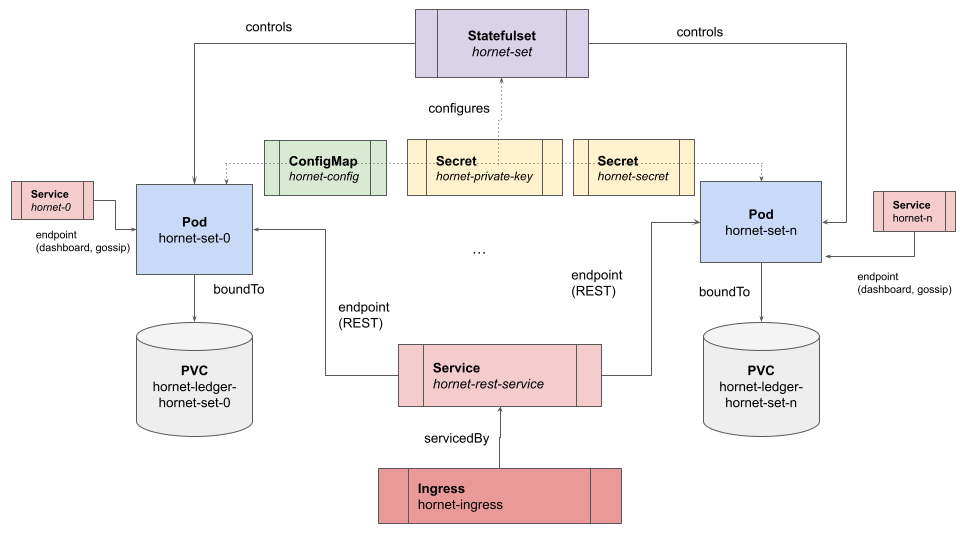 controls
Statefulset
hornet-set
controls
configures
ConfigMap
hornet-config
Secret
hornet-private-key
Secret
hornet-secret
Service
hornet-0
endpoint
(dashboard, gossip)
Pod
hornet-set-0
Pod
hornet-set-n
Service
hornet-n
endpoint
(dashboard, gossip)
...
boundTo
endpoint
(REST)
endpoint
(REST)
boundTo
PVC
hornet-ledger-
hornet-set-0
Service
hornet-rest-service
PVC
hornet-ledger-
hornet-set-n
servicedBy
Ingress
hornet-ingress